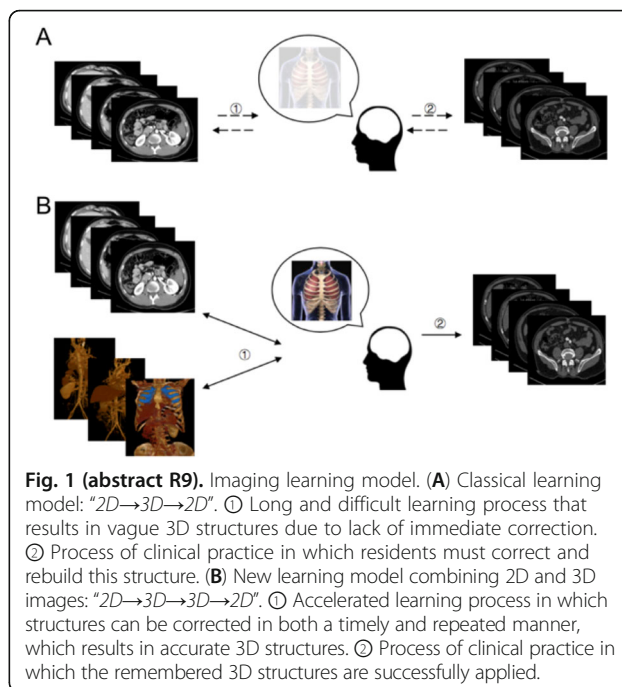 A
①
②
B
①
②
Fig. 1 (abstract R9). Imaging learning model. (A) Classical learning
model: "2D→3D→2D". ① Long and difficult learning process that
results in vague 3D structures due to lack of immediate correction.
② Process of clinical practice in which residents must correct and
rebuild this structure. (B) New learning model combining 2D and 3D
images: "2D→3D→3D→2D". ① Accelerated learning process in which
structures can be corrected in both a timely and repeated manner,
which results in accurate 3D structures. ② Process of clinical practice in
which the remembered 3D structures are successfully applied.